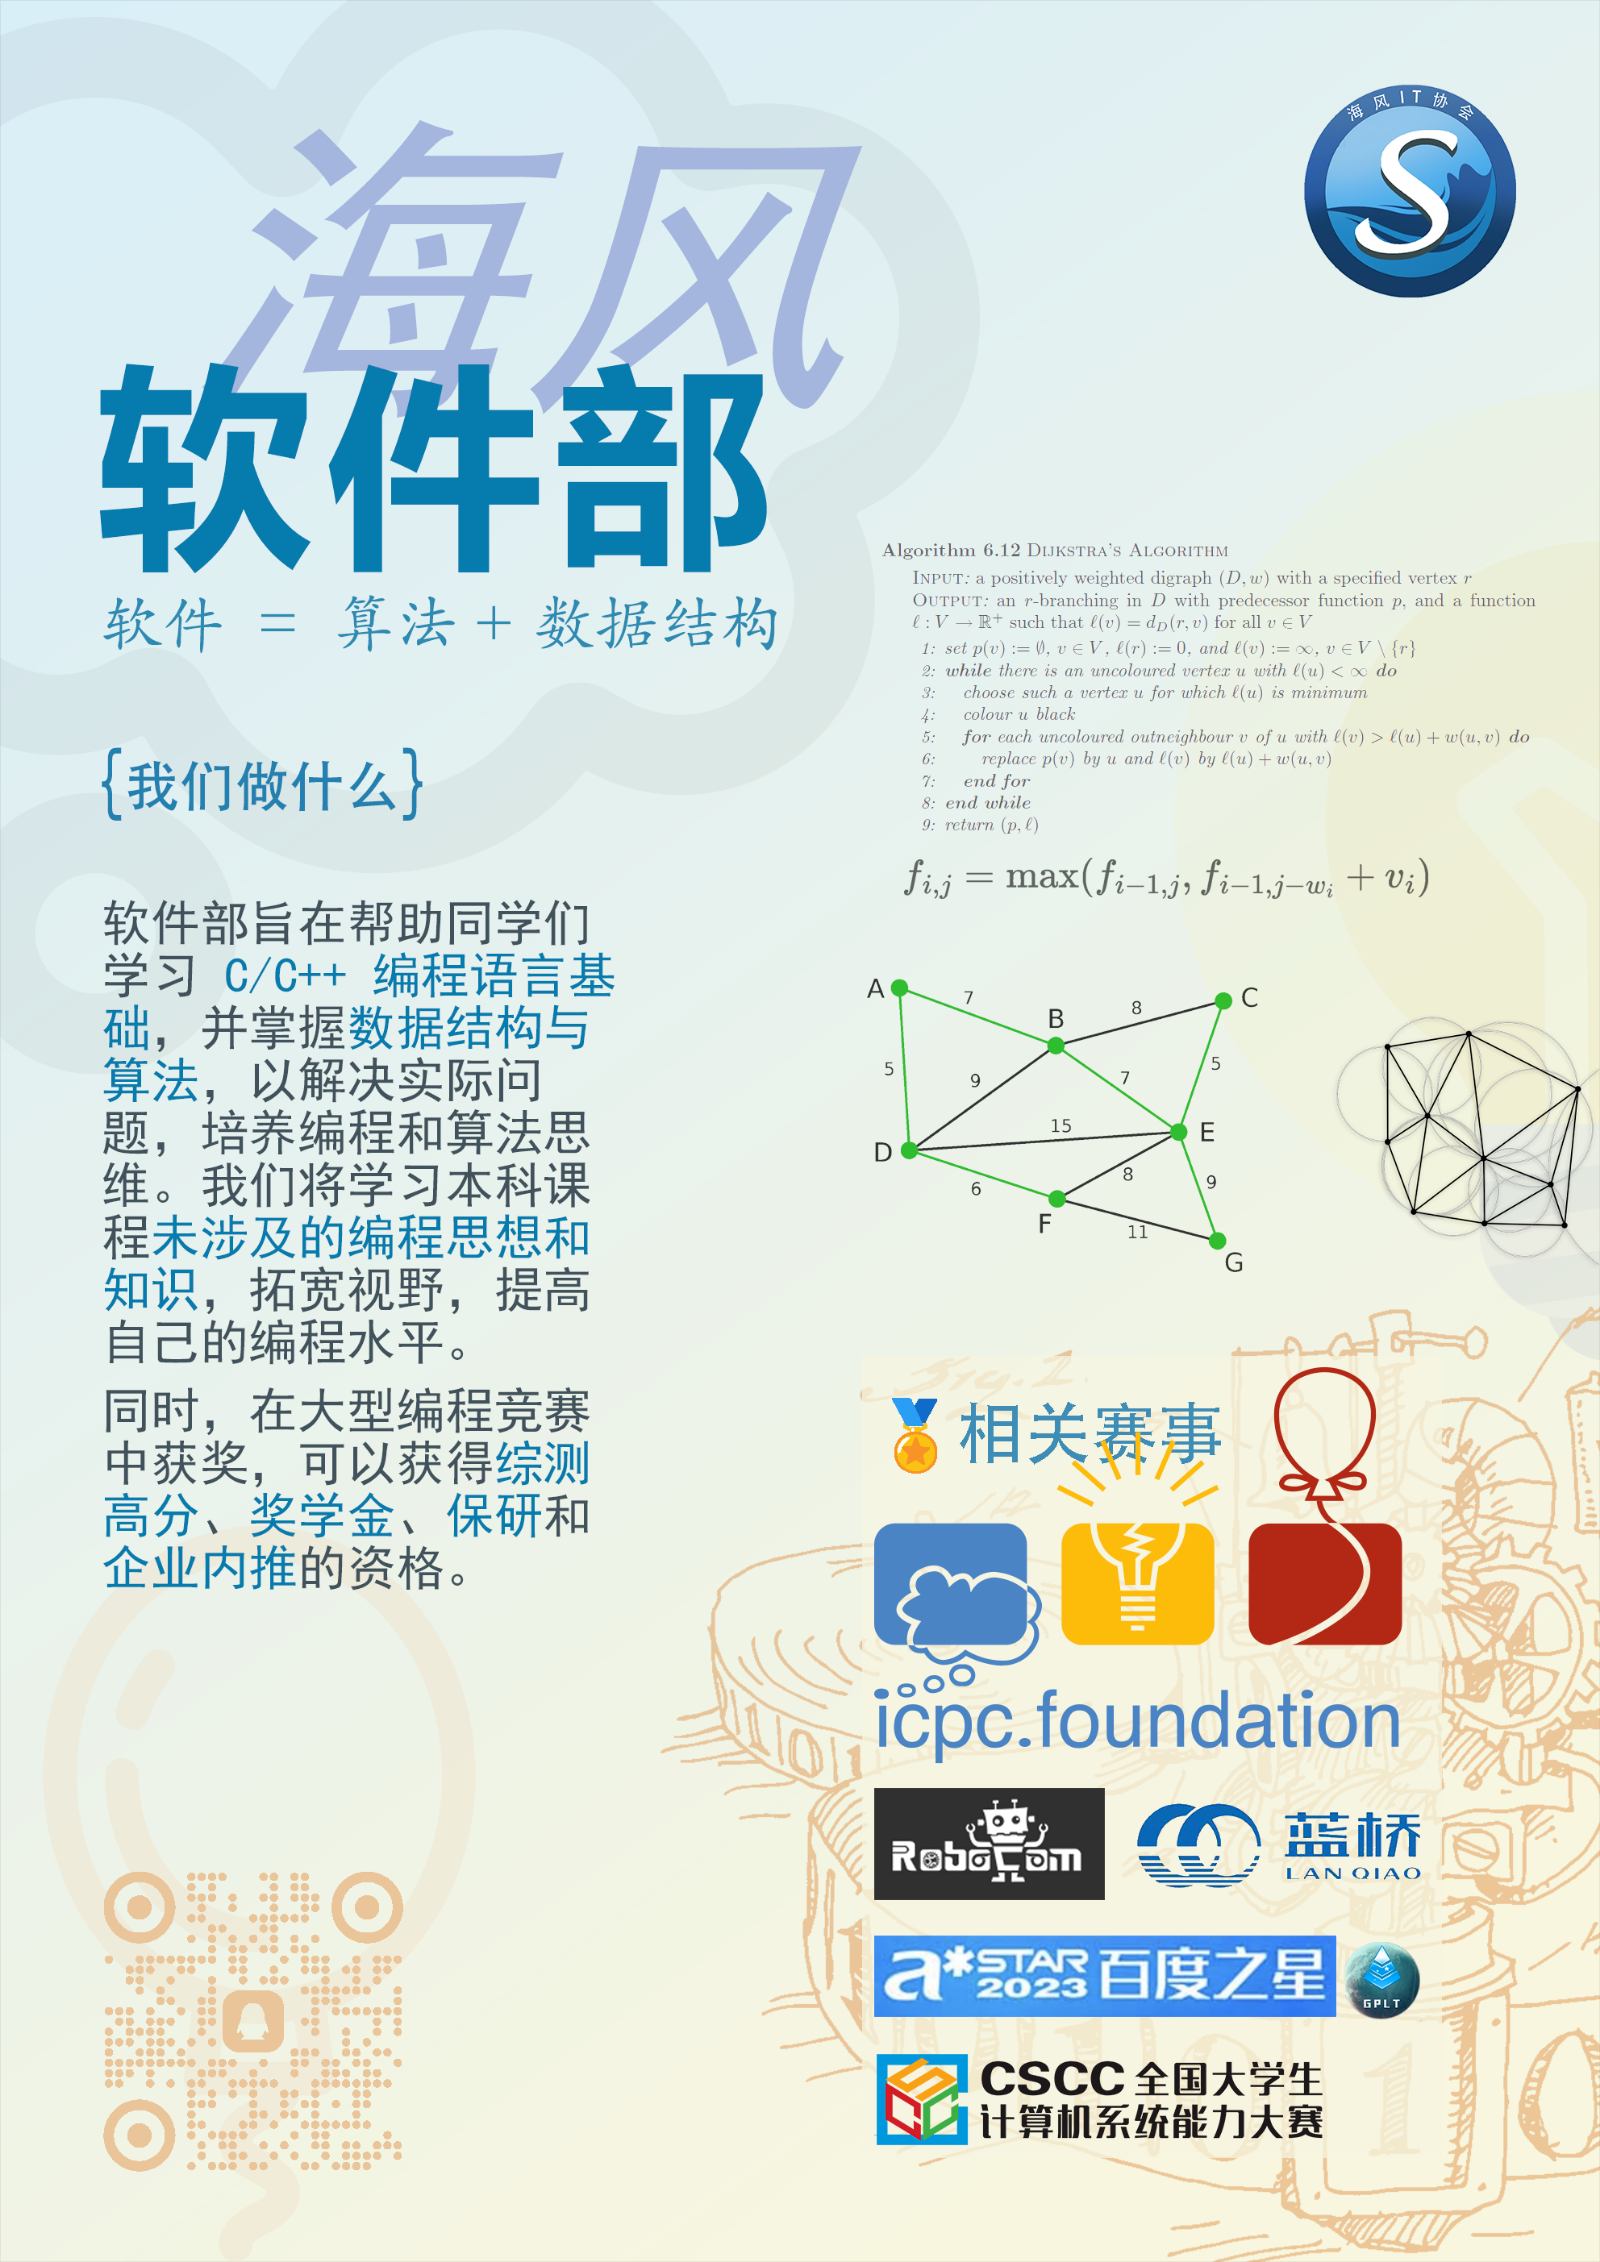 海风IT协会
海风
软件部
软件 = 算法 + 数据结构
{我们做什么}
软件部旨在帮助同学们
学习 C/C++ 编程语言基
础，并掌握数据结构与
算法，以解决实际问
题，培养编程和算法思
维。我们将学习本科课
程未涉及的编程思想和
知识，拓宽视野，提高
自己的编程水平。
同时，在大型编程竞赛
中获奖，可以获得综测
高分、奖学金、保研和
企业内推的资格。
Algorithm 6.12 DIJKSTRA'S ALGORITHM
INPUT: a positively weighted digraph (D, w) with a specified vertex r
OUTPUT: an r-branching in D with predecessor function p, and a function
ℓ : V → ℝ⁺ such that ℓ(v) = d_D(r, v) for all v ∈ V
1: set p(v) := ∅, v ∈ V, ℓ(r) := 0, and ℓ(v) := ∞, v ∈ V \ {r}
2: while there is an uncoloured vertex u with ℓ(u) < ∞ do
3: choose such a vertex u for which ℓ(u) is minimum
4: colour u black
5: for each uncoloured outneighbour v of u with ℓ(v) > ℓ(u) + w(u, v) do
6: replace p(v) by u and ℓ(v) by ℓ(u) + w(u, v)
7: end for
8: end while
9: return (p, ℓ)
f_{i,j} = max(f_{i−1,j}, f_{i−1,j−w_i} + v_i)
A
7
B
8
C
5
9
7
5
15
D
E
6
8
9
F
11
G
相关赛事
icpc.foundation
RoboCom
蓝桥
LAN QIAO
a*STAR 2023 百度之星
GPLT
CSCC 全国大学生
计算机系统能力大赛